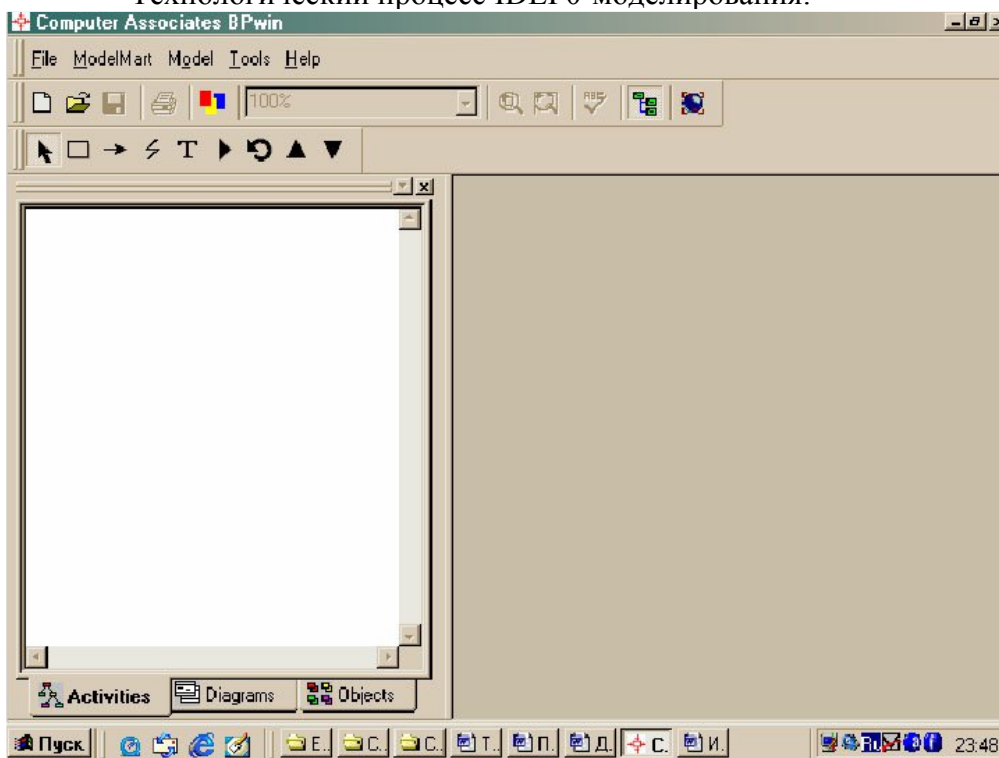 Технологический процесс IDEF0-моделирования.
Computer Associates BPwin
File ModelMart Model Tools Help
100%
T
Activities Diagrams Objects
Пуск Е.. С.. С.. Т.. П.. Д.. С. И.. Ru 23:48